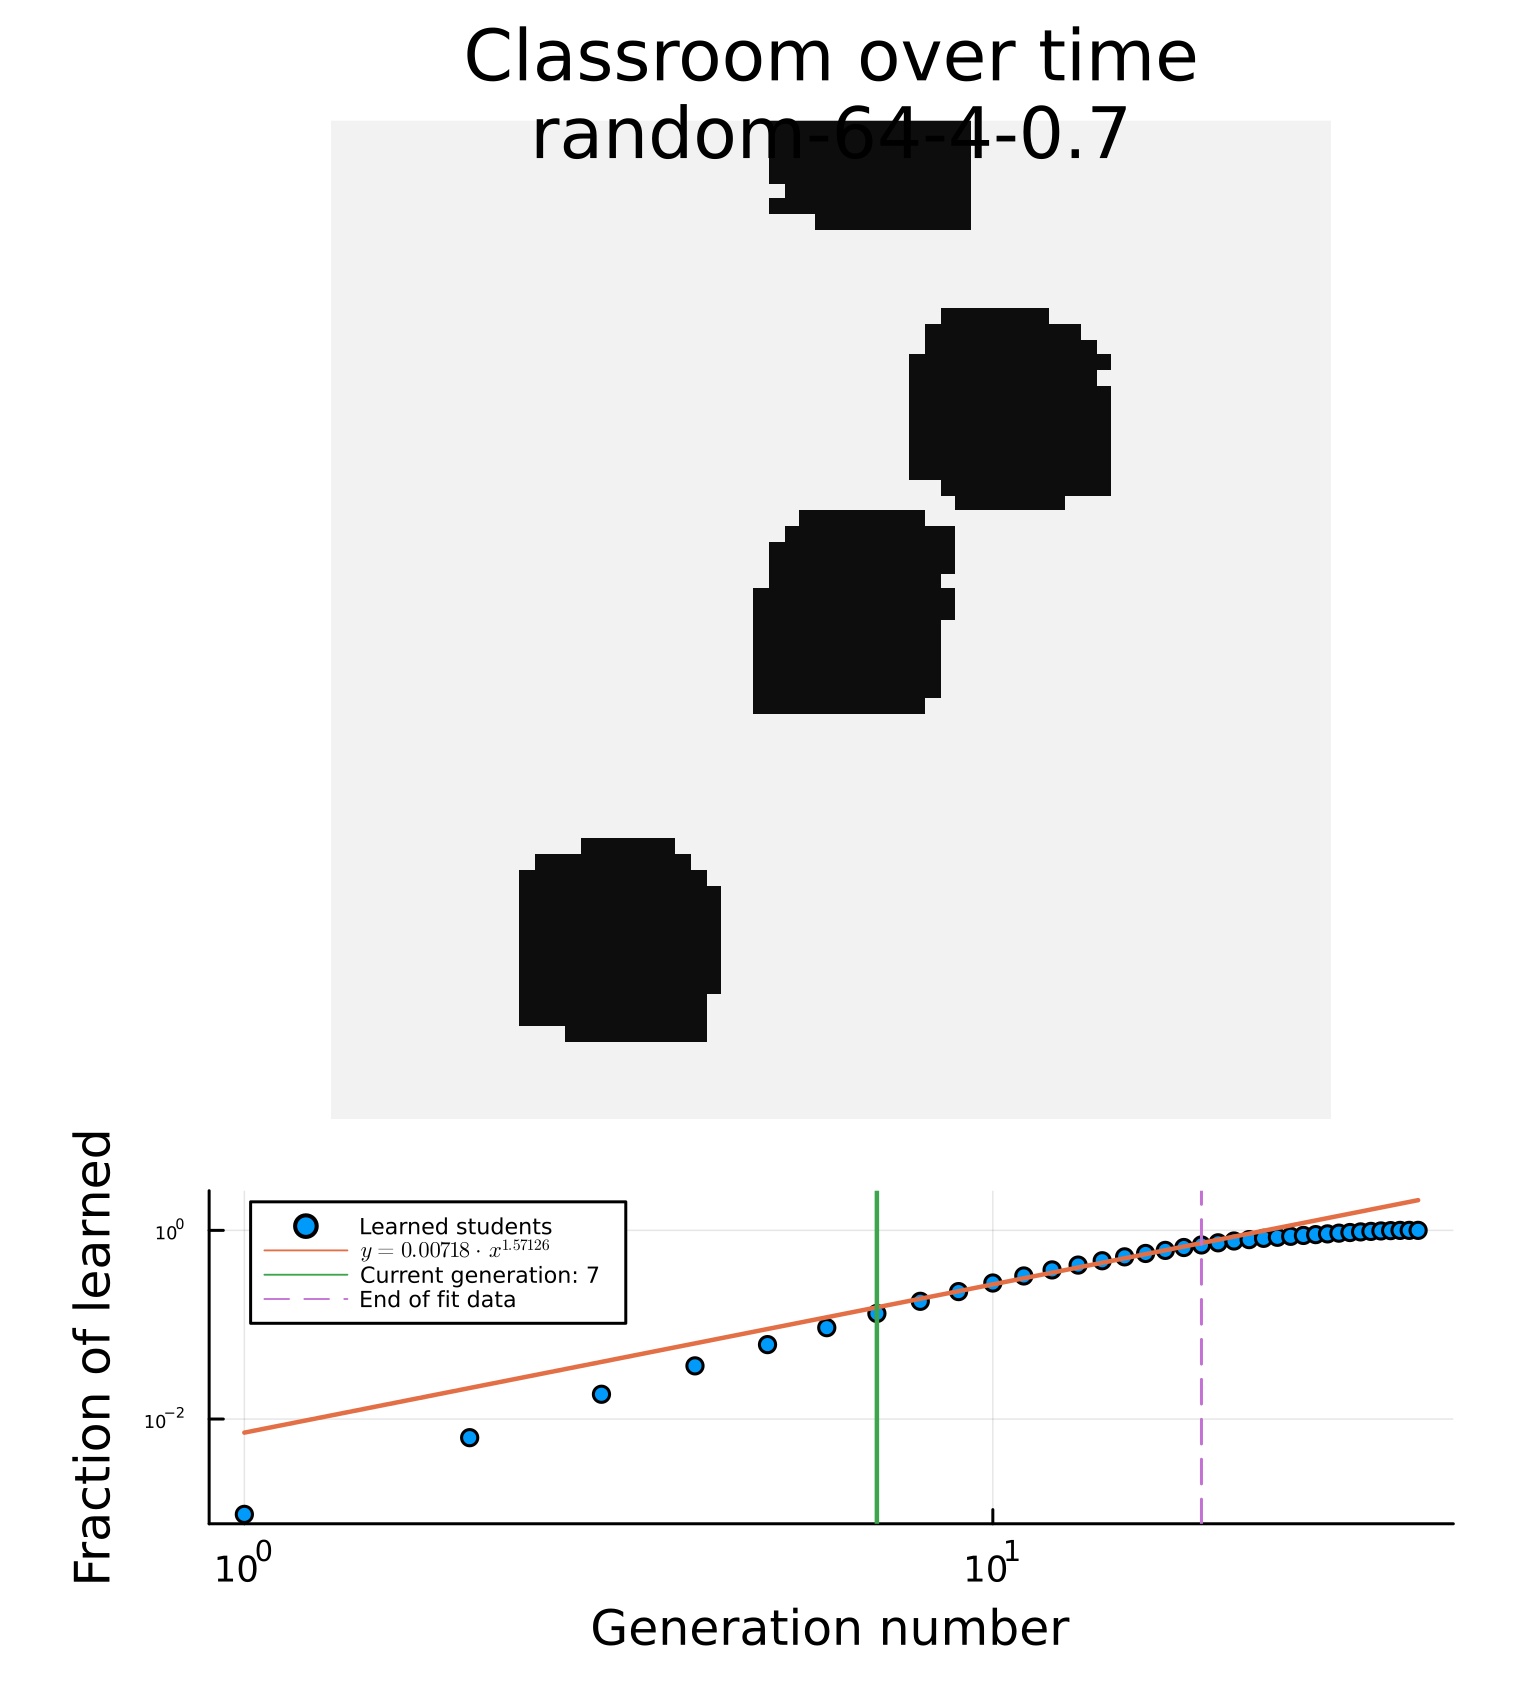 Classroom over time
random-64-4-0.7
Fraction of learned
10⁰
10⁻²
Learned students
y = 0.00718 · x^1.57126
Current generation: 7
End of fit data
10⁰
10¹
Generation number